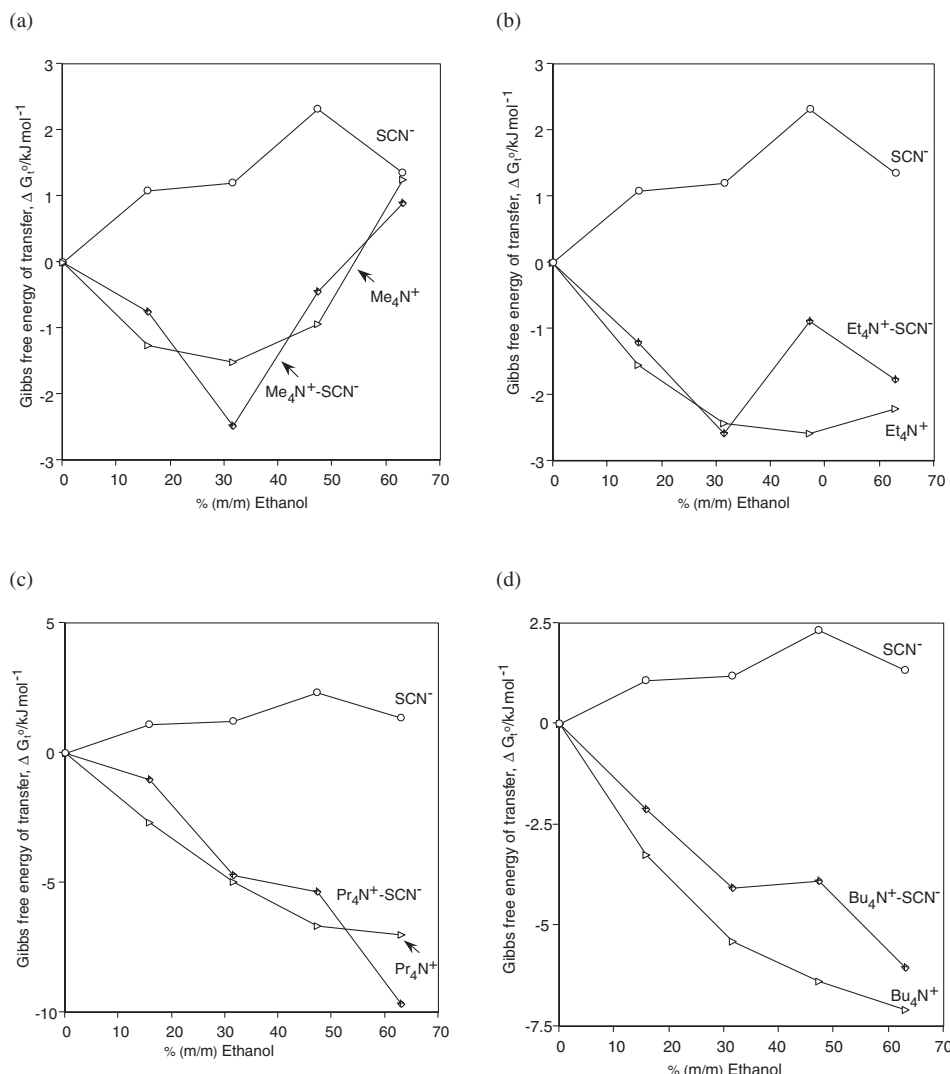 (a)
Gibbs free energy of transfer, Δ Gₜº/kJ mol⁻¹
3
2
1
0
-1
-2
-3
SCN⁻
Me₄N⁺
Me₄N⁺-SCN⁻
0 10 20 30 40 50 60 70
% (m/m) Ethanol
(b)
Gibbs free energy of transfer, Δ Gₜº/kJ mol⁻¹
3
2
1
0
-1
-2
-3
SCN⁻
Et₄N⁺-SCN⁻
Et₄N⁺
0 10 20 30 40 0 60 70
% (m/m) Ethanol
(c)
Gibbs free energy of transfer, Δ Gₜº/kJ mol⁻¹
5
0
-5
-10
SCN⁻
Pr₄N⁺-SCN⁻
Pr₄N⁺
0 10 20 30 40 50 60 70
% (m/m) Ethanol
(d)
Gibbs free energy of transfer, Δ Gₜº/kJ mol⁻¹
2.5
0
-2.5
-5
-7.5
SCN⁻
Bu₄N⁺-SCN⁻
Bu₄N⁺
0 10 20 30 40 50 60 70
% (m/m) Ethanol